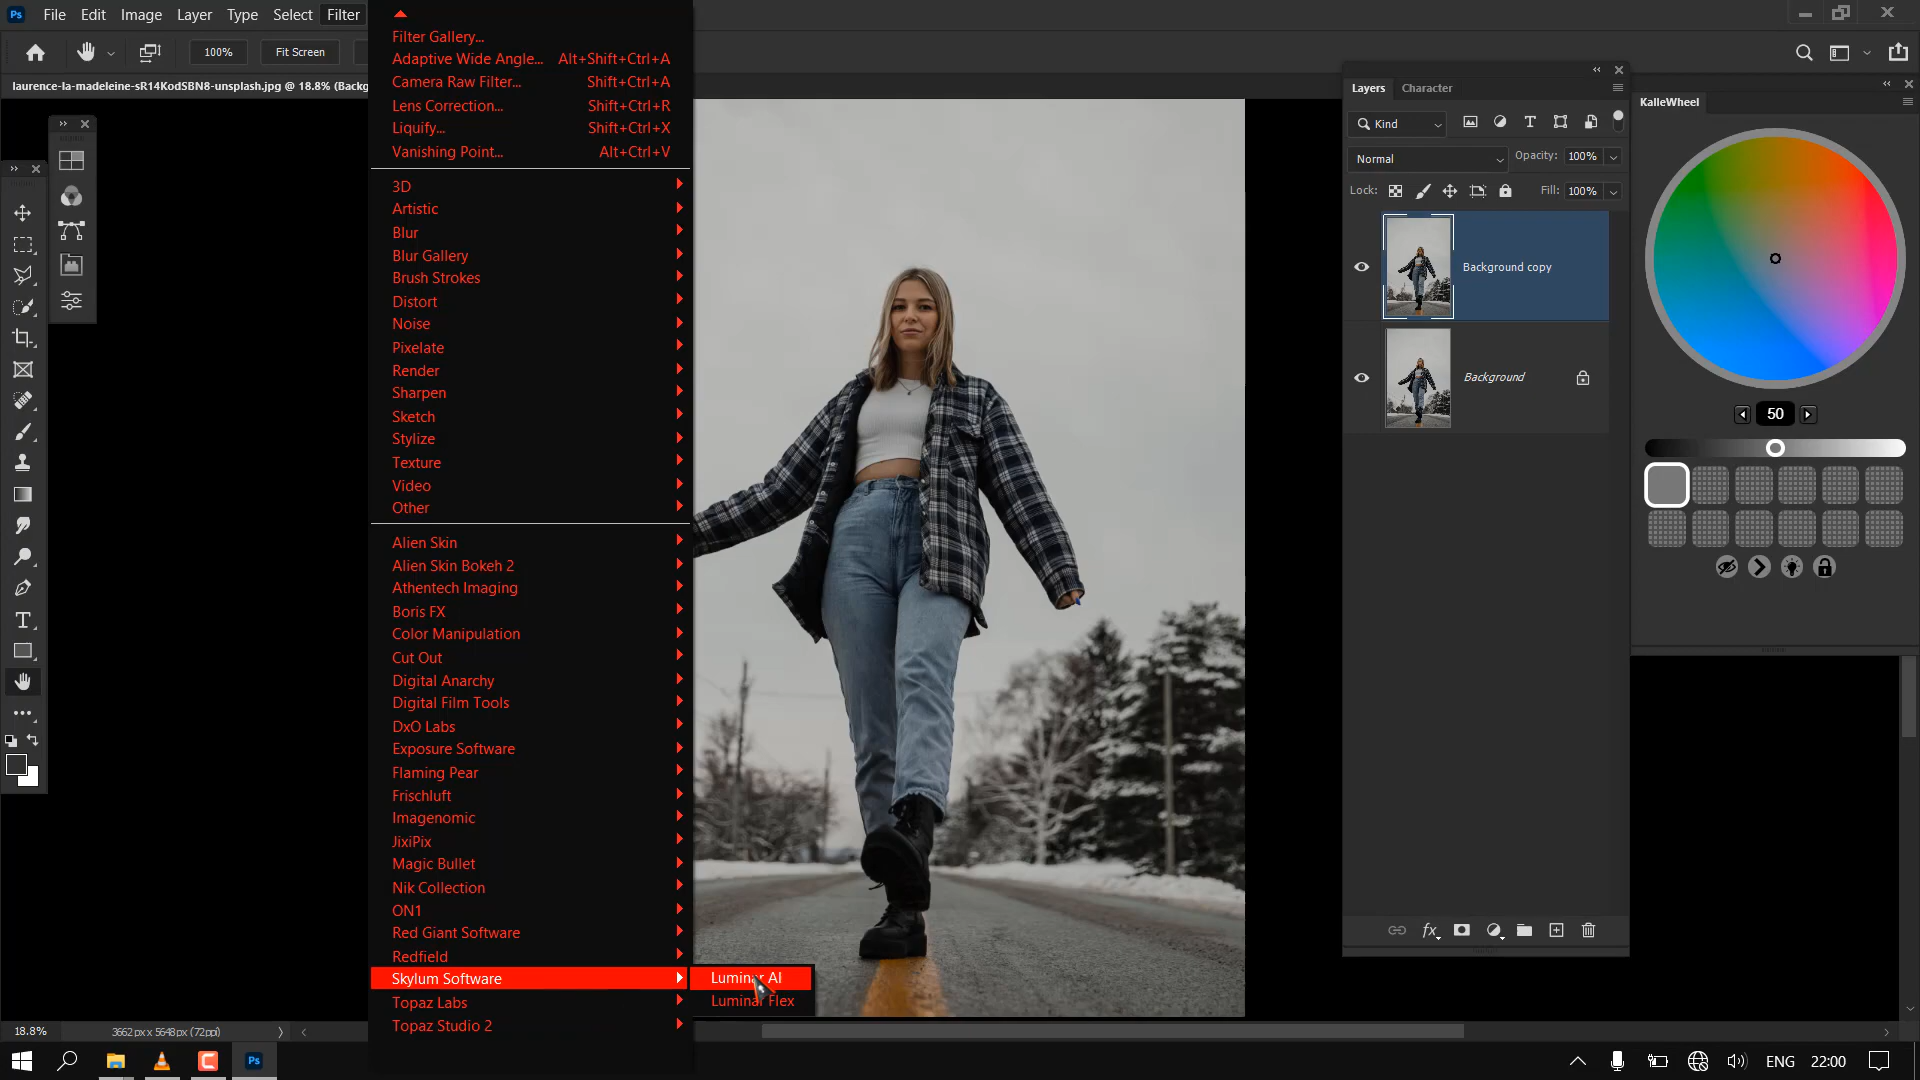 Ps File Edit Image Layer Type Select Filter
100% Fit Screen
laurence-la-madeleine-sR14KodSBN8-unsplash.jpg @ 18.8% (Backg
Filter Gallery...
Adaptive Wide Angle... Alt+Shift+Ctrl+A
Camera Raw Filter... Shift+Ctrl+A
Lens Correction... Shift+Ctrl+R
Liquify... Shift+Ctrl+X
Vanishing Point... Alt+Ctrl+V
3D
Artistic
Blur
Blur Gallery
Brush Strokes
Distort
Noise
Pixelate
Render
Sharpen
Sketch
Stylize
Texture
Video
Other
Alien Skin
Alien Skin Bokeh 2
Athentech Imaging
Boris FX
Color Manipulation
Cut Out
Digital Anarchy
Digital Film Tools
DxO Labs
Exposure Software
Flaming Pear
Frischluft
Imagenomic
JixiPix
Magic Bullet
Nik Collection
ON1
Red Giant Software
Redfield
Skylum Software
Topaz Labs
Topaz Studio 2
Luminar AI
Luminar Flex
Layers Character
Kind
Normal Opacity: 100%
Lock: Fill: 100%
Background copy
Background
fx
KalleWheel
50
18.8% 3662 px x 5648 px (72 ppi)
Ps
ENG 22:00